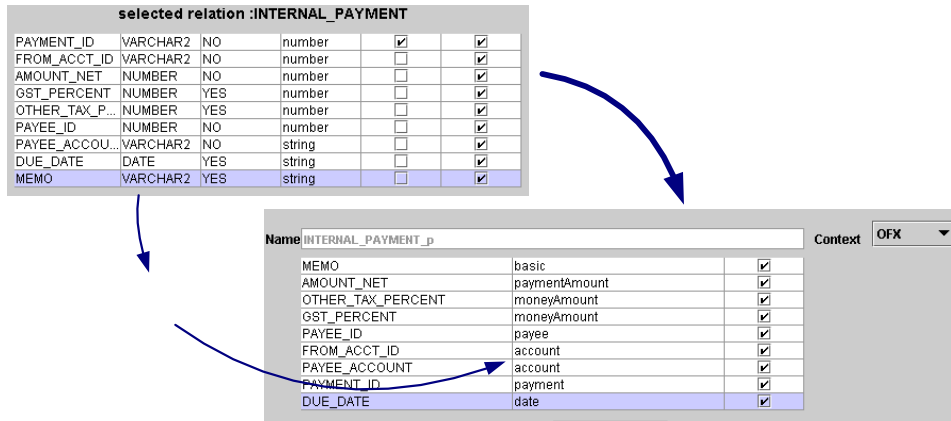 selected relation :INTERNAL_PAYMENT
PAYMENT_ID VARCHAR2 NO number
FROM_ACCT_ID VARCHAR2 NO number
AMOUNT_NET NUMBER NO number
GST_PERCENT NUMBER YES number
OTHER_TAX_P... NUMBER YES number
PAYEE_ID NUMBER NO number
PAYEE_ACCOU... VARCHAR2 NO string
DUE_DATE DATE YES string
MEMO VARCHAR2 YES string
Name INTERNAL_PAYMENT_p Context OFX
MEMO basic
AMOUNT_NET paymentAmount
OTHER_TAX_PERCENT moneyAmount
GST_PERCENT moneyAmount
PAYEE_ID payee
FROM_ACCT_ID account
PAYEE_ACCOUNT account
PAYMENT_ID payment
DUE_DATE date